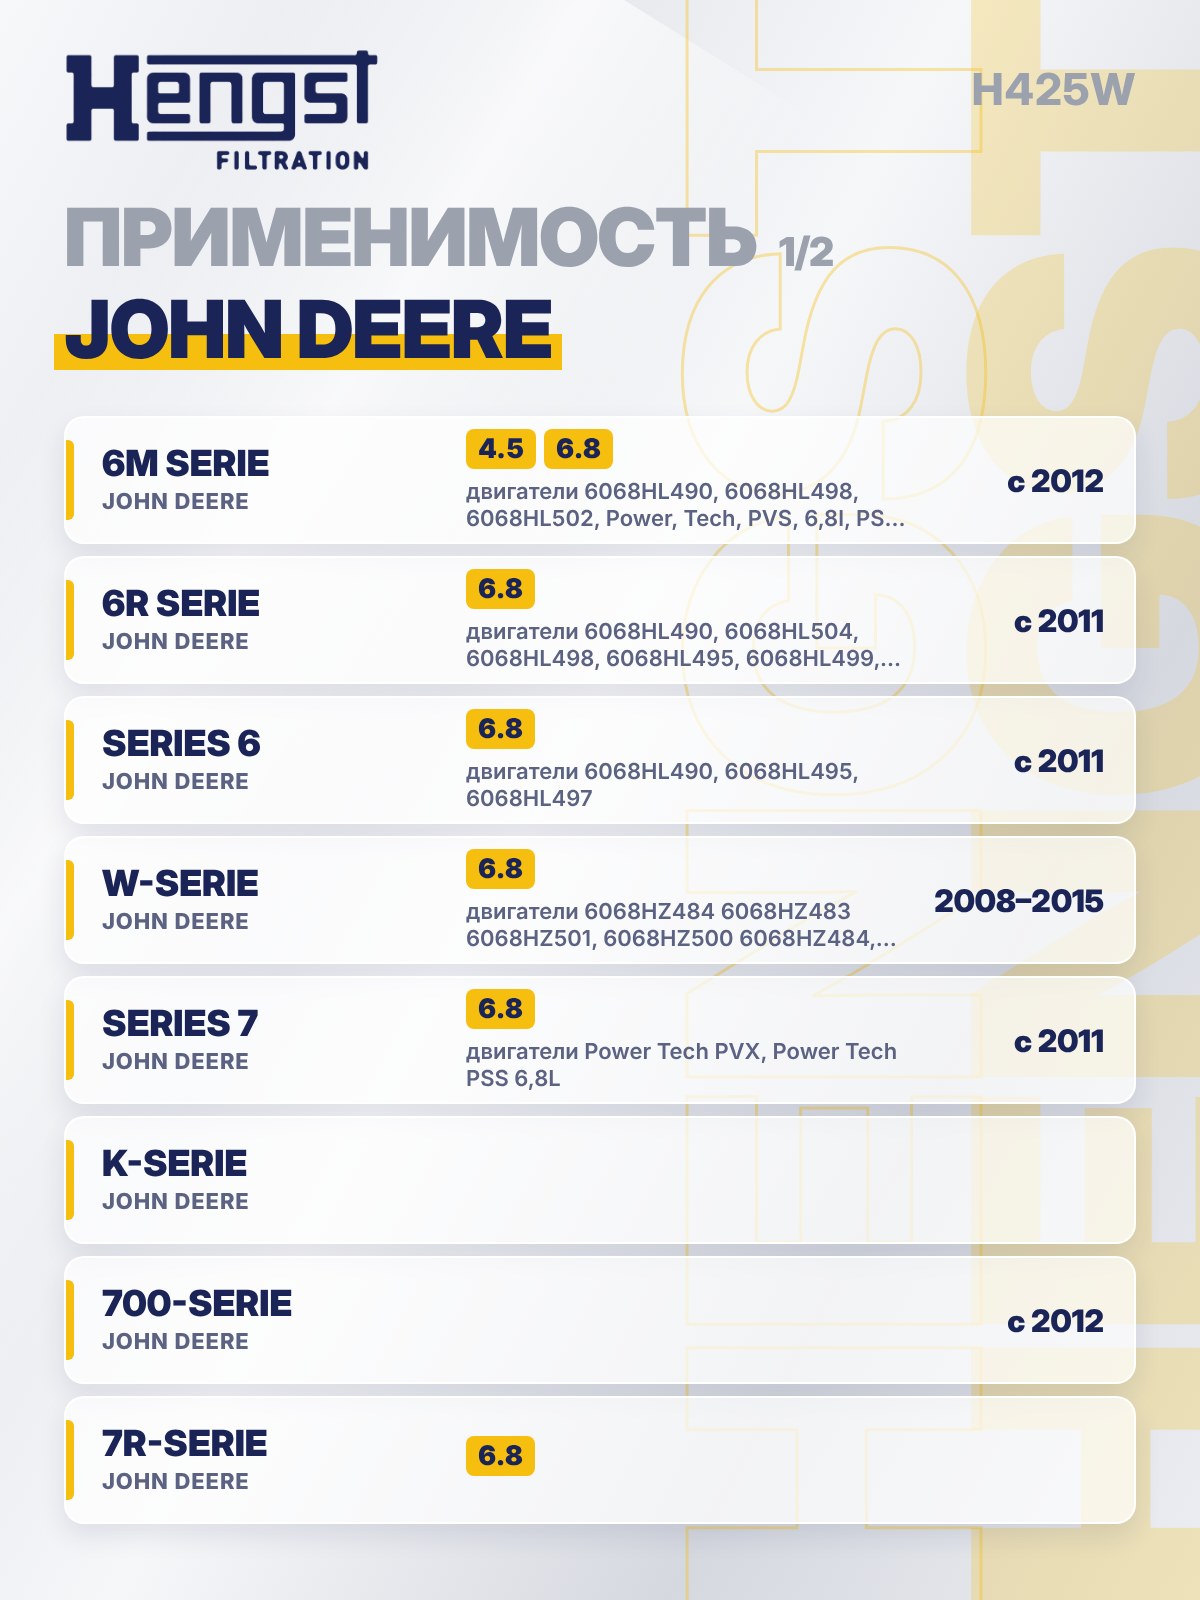 Hengst
FILTRATION
H425W
ПРИМЕНИМОСТЬ 1/2
JOHN DEERE
6M SERIE
JOHN DEERE
4.5 6.8
двигатели 6068HL490, 6068HL498,
6068HL502, Power, Tech, PVS, 6,8l, PS...
с 2012
6R SERIE
JOHN DEERE
6.8
двигатели 6068HL490, 6068HL504,
6068HL498, 6068HL495, 6068HL499,...
с 2011
SERIES 6
JOHN DEERE
6.8
двигатели 6068HL490, 6068HL495,
6068HL497
с 2011
W-SERIE
JOHN DEERE
6.8
двигатели 6068HZ484 6068HZ483
6068HZ501, 6068HZ500 6068HZ484,...
2008–2015
SERIES 7
JOHN DEERE
6.8
двигатели Power Tech PVX, Power Tech
PSS 6,8L
с 2011
K-SERIE
JOHN DEERE
700-SERIE
JOHN DEERE
с 2012
7R-SERIE
JOHN DEERE
6.8
HENGST
HENGST